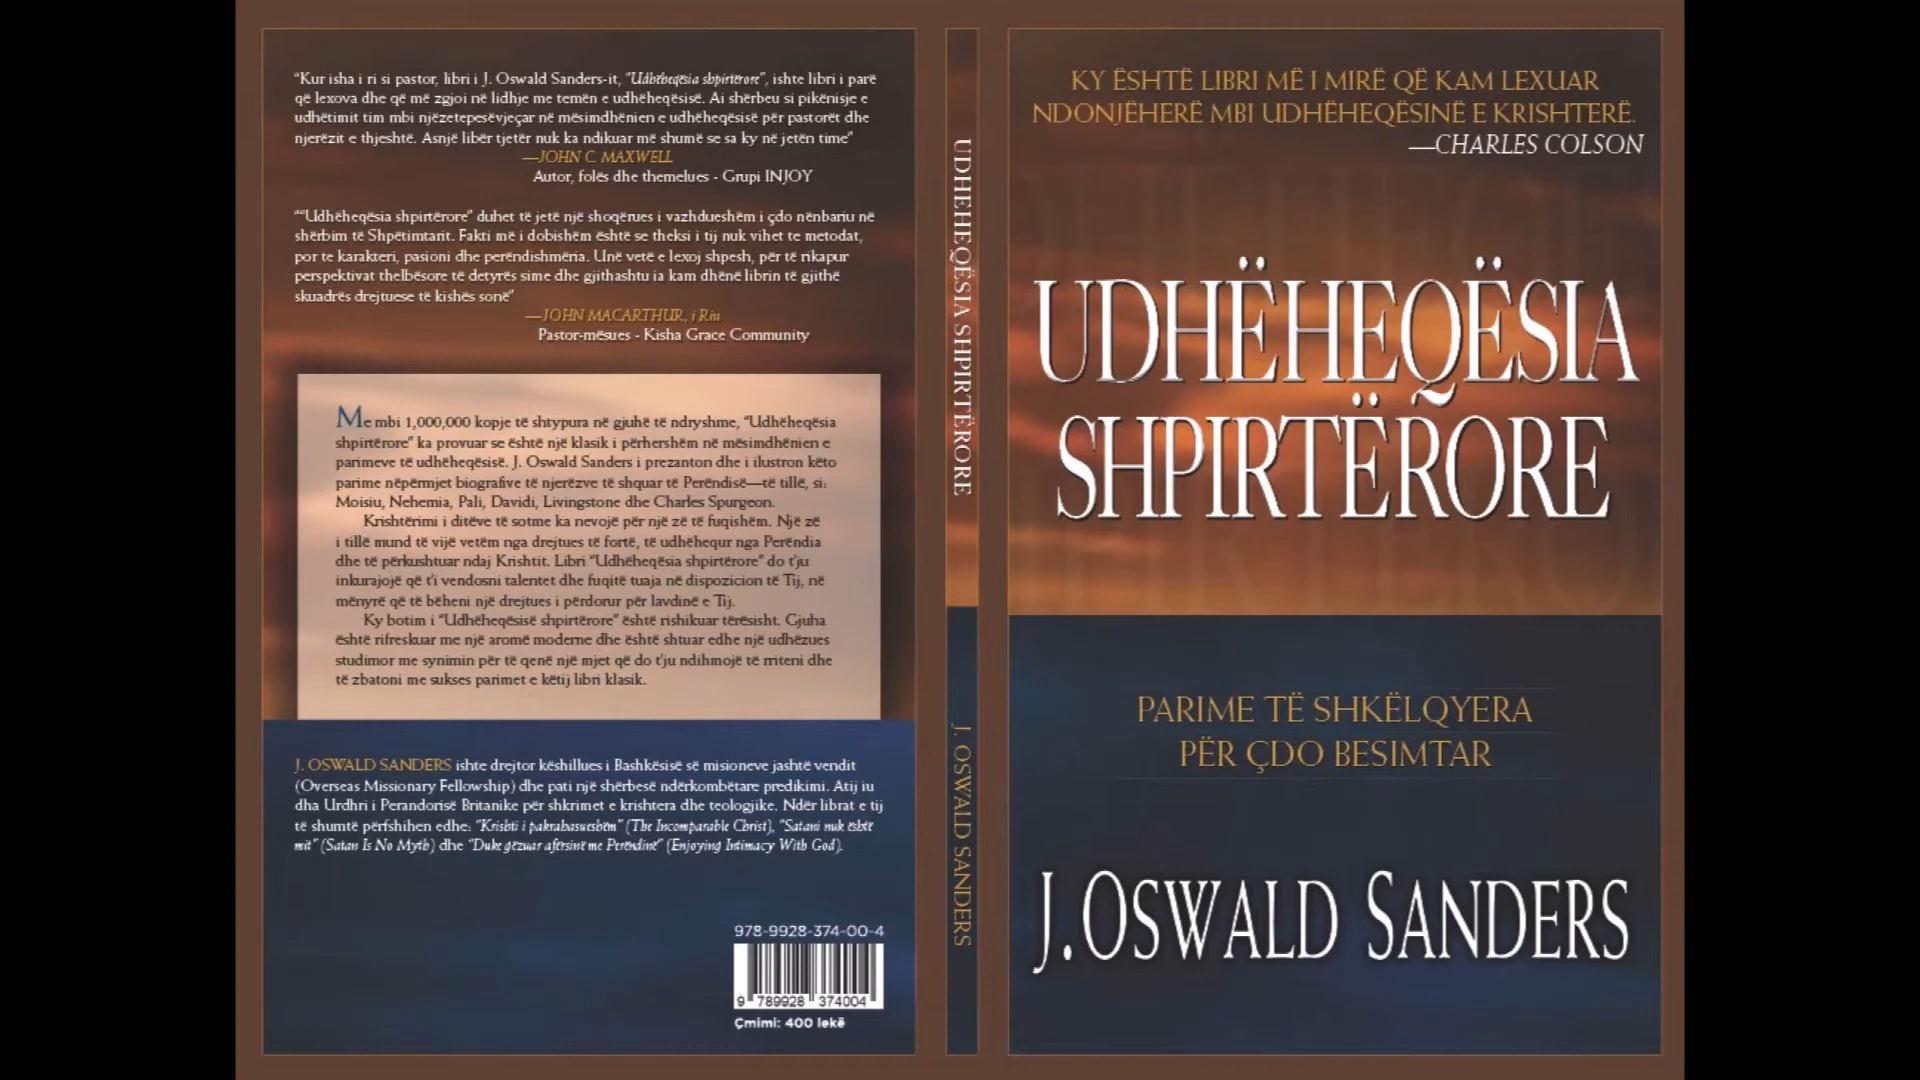 “Kur isha i ri si pastor, libri i J. Oswald Sanders-it, “Udhëheqësia shpirtërore”, ishte libri i parë
që lexova dhe që më zgjoi në lidhje me temën e udhëheqësisë. Ai shërbeu si pikënisje e
udhëtimit tim mbi njëzetepesëvjeçar në mësimdhënien e udhëheqësisë për pastorët dhe
njerëzit e thjeshtë. Asnjë libër tjetër nuk ka ndikuar më shumë se sa ky në jetën time”
—JOHN C. MAXWELL
Autor, folës dhe themelues - Grupi INJOY
““Udhëheqësia shpirtërore” duhet të jetë një shoqërues i vazhdueshëm i çdo nënbariu në
shërbim të Shpëtimtarit. Fakti më i dobishëm është se theksi i tij nuk vihet te metodat,
por te karakteri, pasioni dhe perëndishmëria. Unë vetë e lexoj shpesh, për të rikapur
perspektivat thelbësore të detyrës sime dhe gjithashtu ia kam dhënë librin të gjithë
skuadrës drejtuese të kishës sonë”
—JOHN MACARTHUR, i Riu
Pastor-mësues - Kisha Grace Community
Me mbi 1,000,000 kopje të shtypura në gjuhë të ndryshme, “Udhëheqësia
shpirtërore” ka provuar se është një klasik i përhershëm në mësimdhënien e
parimeve të udhëheqësisë. J. Oswald Sanders i prezanton dhe i ilustron këto
parime nëpërmjet biografive të njerëzve të shquar të Perëndisë—të tillë, si:
Moisiu, Nehemia, Pali, Davidi, Livingstone dhe Charles Spurgeon.
Krishtërimi i ditëve të sotme ka nevojë për një zë të fuqishëm. Një zë
i tillë mund të vijë vetëm nga drejtues të fortë, të udhëhequr nga Perëndia
dhe të përkushtuar ndaj Krishtit. Libri “Udhëheqësia shpirtërore” do t'ju
inkurajojë që t'i vendosni talentet dhe fuqitë tuaja në dispozicion të Tij, në
mënyrë që të bëheni një drejtues i përdorur për lavdinë e Tij.
Ky botim i “Udhëheqësisë shpirtërore” është rishikuar tërësisht. Gjuha
është rifreskuar me një aromë moderne dhe është shtuar edhe një udhëzues
studimor me synimin për të qenë një mjet që do t'ju ndihmojë të rriteni dhe
të zbatoni me sukses parimet e këtij libri klasik.
J. OSWALD SANDERS ishte drejtor këshillues i Bashkësisë së misioneve jashtë vendit
(Overseas Missionary Fellowship) dhe pati një shërbesë ndërkombëtare predikimi. Atij iu
dha Urdhri i Perandorisë Britanike për shkrimet e krishtera dhe teologjike. Ndër librat e tij
të shumtë përfshihen edhe: “Krishti i pakrahasueshëm” (The Incomparable Christ), “Satani nuk është
mit” (Satan Is No Myth) dhe “Duke gëzuar afërsinë me Perëndinë” (Enjoying Intimacy With God).
978-9928-374-00-4
9 789928 374004
Çmimi: 400 lekë
UDHEHEQËSIA SHPIRTËRORE
J. OSWALD SANDERS
KY ËSHTË LIBRI MË I MIRË QË KAM LEXUAR
NDONJËHERË MBI UDHËHEQËSINË E KRISHTERË.
—CHARLES COLSON
UDHËHEQËSIA
SHPIRTËRORE
PARIME TË SHKËLQYERA
PËR ÇDO BESIMTAR
J. OSWALD SANDERS